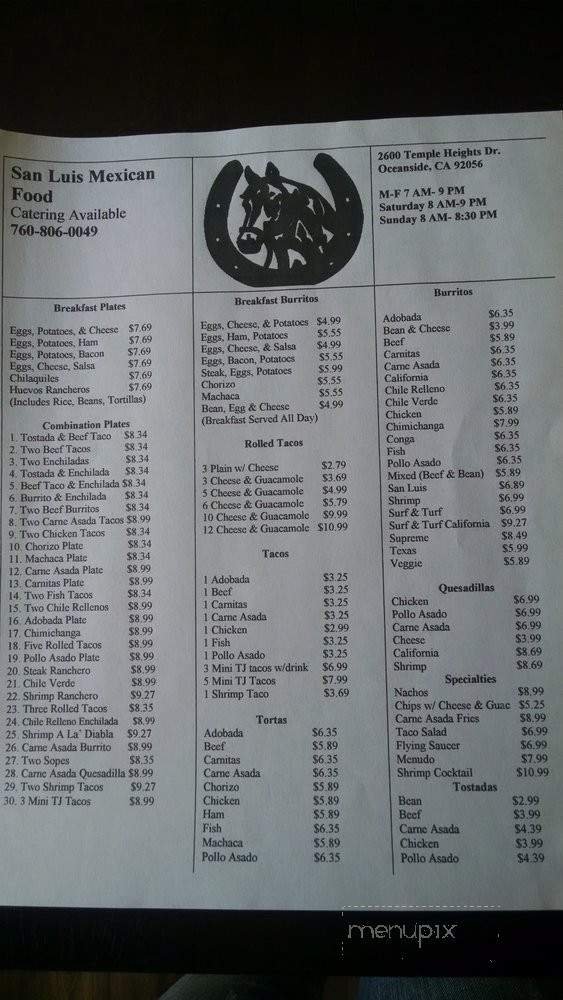 San Luis Mexican
Food
Catering Available
760-806-0049
2600 Temple Heights Dr.
Oceanside, CA 92056
M-F 7 AM- 9 PM
Saturday 8 AM-9 PM
Sunday 8 AM- 8:30 PM
Breakfast Plates
Eggs, Potatoes, & Cheese $7.69
Eggs, Potatoes, Ham $7.69
Eggs, Potatoes, Bacon $7.69
Eggs, Cheese, Salsa $7.69
Chilaquiles $7.69
Huevos Rancheros $7.69
(Includes Rice, Beans, Tortillas)
Combination Plates
1. Tostada & Beef Taco $8.34
2. Two Beef Tacos $8.34
3. Two Enchiladas $8.34
4. Tostada & Enchilada $8.34
5. Beef Taco & Enchilada $8.34
6. Burrito & Enchilada $8.34
7. Two Beef Burritos $8.34
8. Two Carne Asada Tacos $8.99
9. Two Chicken Tacos $8.34
10. Chorizo Plate $8.34
11. Machaca Plate $8.34
12. Carne Asada Plate $8.99
13. Carnitas Plate $8.99
14. Two Fish Tacos $8.34
15. Two Chile Rellenos $8.99
16. Adobada Plate $8.99
17. Chimichanga $8.99
18. Five Rolled Tacos $8.99
19. Pollo Asado Plate $8.99
20. Steak Ranchero $8.99
21. Chile Verde $8.99
22. Shrimp Ranchero $9.27
23. Three Rolled Tacos $8.35
24. Chile Relleno Enchilada $8.99
25. Shrimp A La' Diabla $9.27
26. Carne Asada Burrito $8.99
27. Two Sopes $8.35
28. Carne Asada Quesadilla $8.99
29. Two Shrimp Tacos $9.27
30. 3 Mini TJ Tacos $8.99
Breakfast Burritos
Eggs, Cheese, & Potatoes $4.99
Eggs, Ham, Potatoes $5.55
Eggs, Cheese, & Salsa $4.99
Eggs, Bacon, Potatoes $5.55
Steak, Eggs, Potatoes $5.99
Chorizo $5.55
Machaca $5.55
Bean, Egg & Cheese $4.99
(Breakfast Served All Day)
Rolled Tacos
3 Plain w/ Cheese $2.79
3 Cheese & Guacamole $3.69
5 Cheese & Guacamole $4.99
6 Cheese & Guacamole $5.79
10 Cheese & Guacamole $9.99
12 Cheese & Guacamole $10.99
Tacos
1 Adobada $3.25
1 Beef $3.25
1 Carnitas $3.25
1 Carne Asada $3.25
1 Chicken $2.99
1 Fish $3.25
1 Pollo Asado $3.25
3 Mini TJ tacos w/drink $6.99
5 Mini TJ Tacos $7.99
1 Shrimp Taco $3.69
Tortas
Adobada $6.35
Beef $5.89
Carnitas $6.35
Carne Asada $6.35
Chorizo $5.89
Chicken $5.89
Ham $5.89
Fish $6.35
Machaca $5.89
Pollo Asado $6.35
Burritos
Adobada $6.35
Bean & Cheese $3.99
Beef $5.89
Carnitas $6.35
Carne Asada $6.35
California $6.35
Chile Relleno $6.35
Chile Verde $6.35
Chicken $5.89
Chimichanga $7.99
Conga $6.35
Fish $6.35
Pollo Asado $6.35
Mixed (Beef & Bean) $5.89
San Luis $6.89
Shrimp $6.99
Surf & Turf $6.99
Surf & Turf California $9.27
Supreme $8.49
Texas $5.99
Veggie $5.89
Quesadillas
Chicken $6.99
Pollo Asado $6.99
Carne Asada $6.99
Cheese $3.99
California $8.69
Shrimp $8.69
Specialties
Nachos $8.99
Chips w/ Cheese & Guac $5.25
Carne Asada Fries $8.99
Taco Salad $6.99
Flying Saucer $6.99
Menudo $7.99
Shrimp Cocktail $10.99
Tostadas
Bean $2.99
Beef $3.99
Carne Asada $4.39
Chicken $3.99
Pollo Asado $4.39
menupix